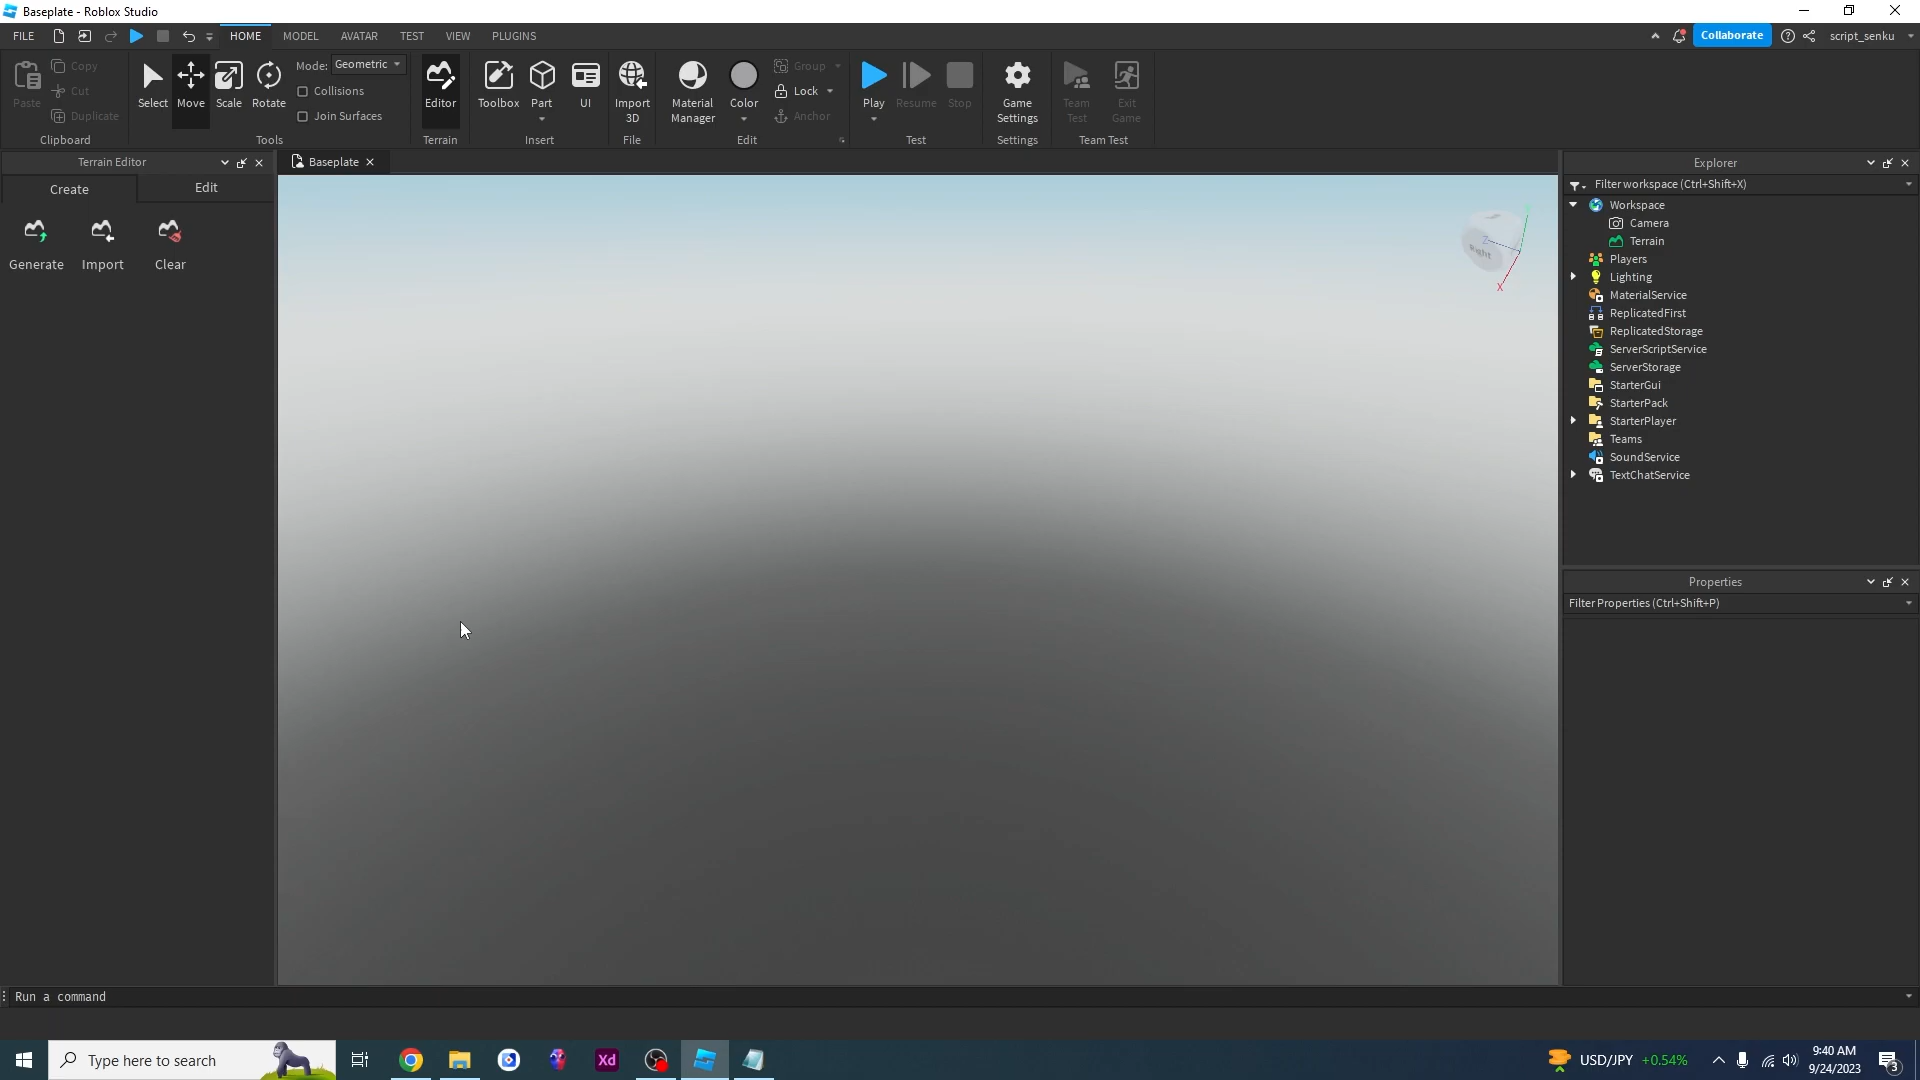 Baseplate - Roblox Studio
FILE HOME MODEL AVATAR TEST VIEW PLUGINS Collaborate script_senku
Paste Copy Cut Duplicate Clipboard
Select Move Scale Rotate Mode: Geometric Collisions Join Surfaces Tools
Editor Terrain
Toolbox Part UI Insert
Import 3D File
Material Manager Color Group Lock Anchor Edit
Play Resume Stop Test
Game Settings Settings
Team Test Exit Game Team Test
Terrain Editor
Create Edit
Generate Import Clear
Baseplate
Right
Z
X
Explorer
Filter workspace (Ctrl+Shift+X)
Workspace
Camera
Terrain
Players
Lighting
MaterialService
ReplicatedFirst
ReplicatedStorage
ServerScriptService
ServerStorage
StarterGui
StarterPack
StarterPlayer
Teams
SoundService
TextChatService
Properties
Filter Properties (Ctrl+Shift+P)
Run a command
Type here to search
Xd
USD/JPY +0.54%
9:40 AM
9/24/2023
3